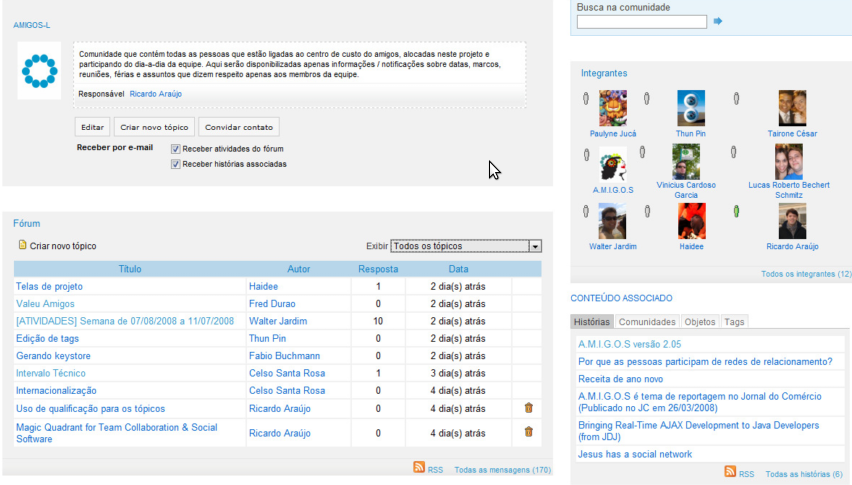 AMIGOS-L
Comunidade que contém todas as pessoas que estão ligadas ao centro de custo do amigos, alocadas neste projeto e
participando do dia-a-dia da equipe. Aqui serão disponibilizadas apenas informações / notificações sobre datas, marcos,
reuniões, férias e assuntos que dizem respeito apenas aos membros da equipe.
Responsável Ricardo Araújo
Editar Criar novo tópico Convidar contato
Receber por e-mail Receber atividades do fórum
Receber histórias associadas
Fórum
Criar novo tópico Exibir Todos os tópicos
Título Autor Resposta Data
Telas de projeto Haidee 1 2 dia(s) atrás
Valeu Amigos Fred Durao 0 2 dia(s) atrás
[ATIVIDADES] Semana de 07/08/2008 a 11/07/2008 Walter Jardim 10 2 dia(s) atrás
Edição de tags Thun Pin 0 2 dia(s) atrás
Gerando keystore Fabio Buchmann 0 2 dia(s) atrás
Intervalo Técnico Celso Santa Rosa 1 3 dia(s) atrás
Internacionalização Celso Santa Rosa 0 4 dia(s) atrás
Uso de qualificação para os tópicos Ricardo Araújo 0 4 dia(s) atrás
Magic Quadrant for Team Collaboration & Social
Software Ricardo Araújo 0 4 dia(s) atrás
RSS Todas as mensagens (170)
Busca na comunidade
Integrantes
Paulyne Jucá Thun Pin Tairone César
A.M.I.G.O.S Vinicius Cardoso
Garcia Lucas Roberto Bechert
Schmitz
Walter Jardim Haidee Ricardo Araújo
Todos os integrantes (12)
CONTEÚDO ASSOCIADO
Histórias Comunidades Objetos Tags
A.M.I.G.O.S versão 2.05
Por que as pessoas participam de redes de relacionamento?
Receita de ano novo
A.M.I.G.O.S é tema de reportagem no Jornal do Comércio
(Publicado no JC em 26/03/2008)
Bringing Real-Time AJAX Development to Java Developers
(from JDJ)
Jesus has a social network
RSS Todas as histórias (6)